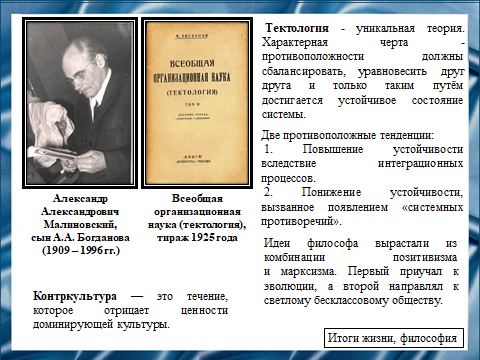 А. БОГДАНОВ
ВСЕОБЩАЯ
ОРГАНИЗАЦИОННАЯ НАУКА
(ТЕКТОЛОГИЯ)
ТОМ II
Александр
Александрович
Малиновский,
сын А.А. Богданова
(1909 – 1996 гг.)
Всеобщая
организационная
наука (тектология),
тираж 1925 года
Контркультура — это течение,
которое отрицает ценности
доминирующей культуры.
Тектология - уникальная теория.
Характерная черта -
противоположности должны
сбалансировать, уравновесить друг
друга и только таким путём
достигается устойчивое состояние
системы.
Две противоположные тенденции:
1. Повышение устойчивости
вследствие интеграционных
процессов.
2. Понижение устойчивости,
вызванное появлением «системных
противоречий».
Идеи философа вырастали из
комбинации позитивизма
и марксизма. Первый приучал к
эволюции, а второй направлял к
светлому бесклассовому обществу.
Итоги жизни, философия